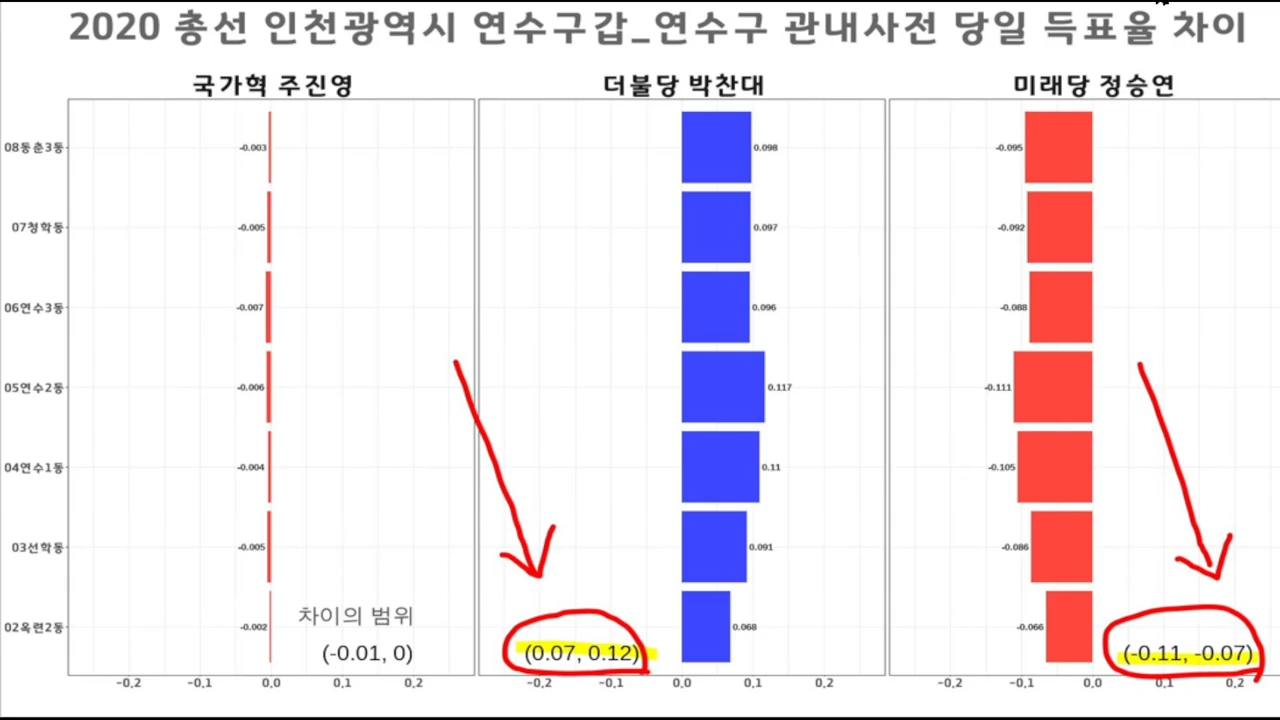 2020 총선 인천광역시 연수구갑_연수구 관내사전 당일 득표율 차이
국가혁 주진영
더불당 박찬대
미래당 정승연
08동춘3동 -0.003 0.098 -0.095
07청학동 -0.005 0.097 -0.092
06연수3동 -0.007 0.096 -0.088
05연수2동 -0.006 0.117 -0.111
04연수1동 -0.004 0.11 -0.105
03선학동 -0.005 0.091 -0.086
차이의 범위
02옥련2동 -0.002 0.068 -0.066
(-0.01, 0) (0.07, 0.12) (-0.11, -0.07)
-0.2 -0.1 0.0 0.1 0.2 -0.2 -0.1 0.0 0.1 0.2 -0.2 -0.1 0.0 0.1 0.2